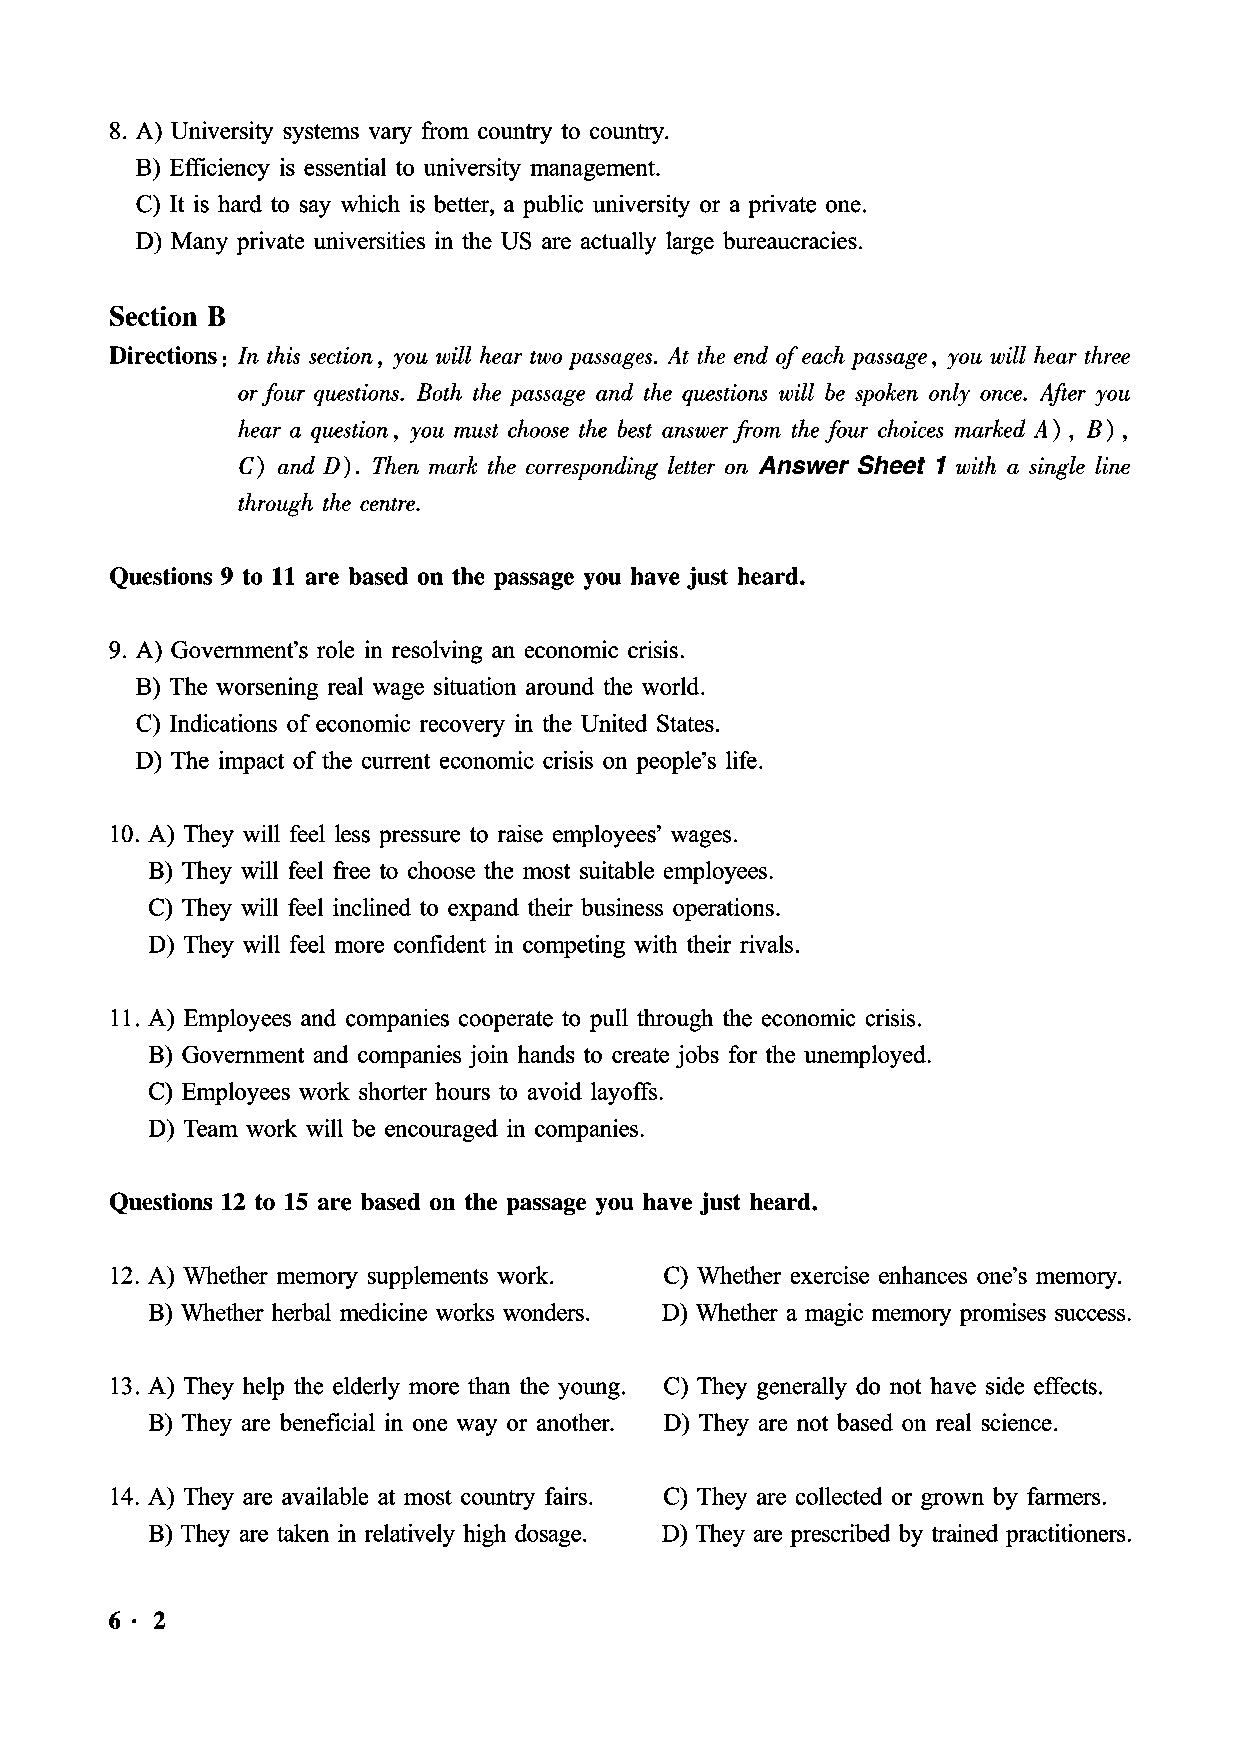 8. A) University systems vary from country to country.
B) Efficiency is essential to university management.
C) It is hard to say which is better, a public university or a private one.
D) Many private universities in the US are actually large bureaucracies.
Section B
Directions: In this section, you will hear two passages. At the end of each passage, you will hear three
or four questions. Both the passage and the questions will be spoken only once. After you
hear a question, you must choose the best answer from the four choices marked A), B),
C) and D). Then mark the corresponding letter on Answer Sheet 1 with a single line
through the centre.
Questions 9 to 11 are based on the passage you have just heard.
9. A) Government's role in resolving an economic crisis.
B) The worsening real wage situation around the world.
C) Indications of economic recovery in the United States.
D) The impact of the current economic crisis on people's life.
10. A) They will feel less pressure to raise employees' wages.
B) They will feel free to choose the most suitable employees.
C) They will feel inclined to expand their business operations.
D) They will feel more confident in competing with their rivals.
11. A) Employees and companies cooperate to pull through the economic crisis.
B) Government and companies join hands to create jobs for the unemployed.
C) Employees work shorter hours to avoid layoffs.
D) Team work will be encouraged in companies.
Questions 12 to 15 are based on the passage you have just heard.
12. A) Whether memory supplements work. C) Whether exercise enhances one's memory.
B) Whether herbal medicine works wonders. D) Whether a magic memory promises success.
13. A) They help the elderly more than the young. C) They generally do not have side effects.
B) They are beneficial in one way or another. D) They are not based on real science.
14. A) They are available at most country fairs. C) They are collected or grown by farmers.
B) They are taken in relatively high dosage. D) They are prescribed by trained practitioners.
6 · 2